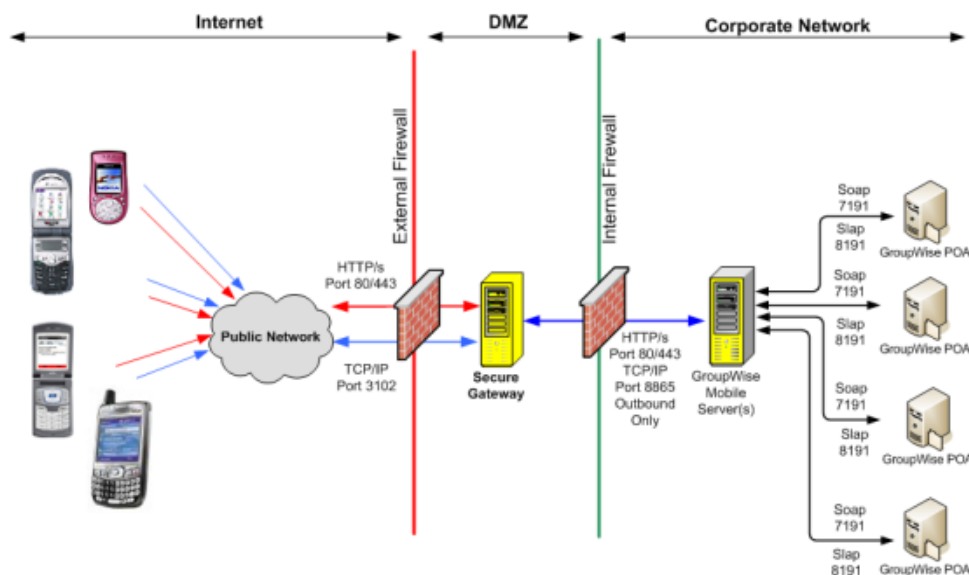 Internet
DMZ
Corporate Network
External Firewall
Internal Firewall
HTTP/s
Port 80/443
Public Network
TCP/IP
Port 3102
Secure
Gateway
HTTP/s
Port 80/443
TCP/IP
Port 8865
Outbound
Only
GroupWise
Mobile
Server(s)
Soap
7191
Slap
8191
GroupWise POA
Soap
7191
Slap
8191
GroupWise POA
Soap
7191
Slap
8191
GroupWise POA
Soap
7191
Slap
8191
GroupWise POA